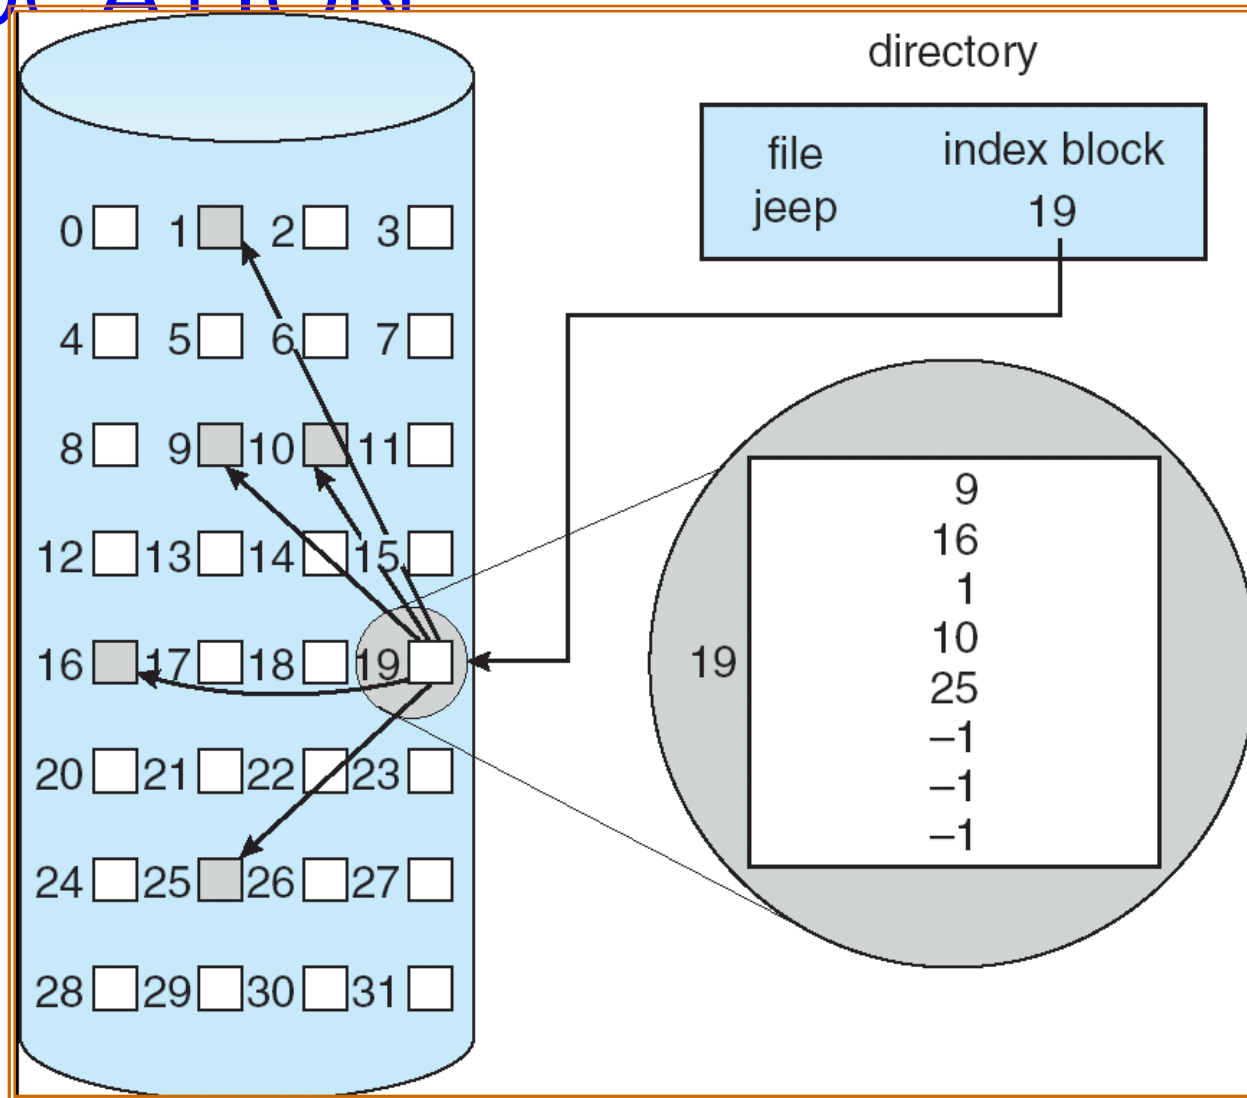 directory
file index block
jeep 19
0 1 2 3
4 5 6 7
8 9 10 11
12 13 14 15
16 17 18 19
20 21 22 23
24 25 26 27
28 29 30 31
19
9
16
1
10
25
–1
–1
–1